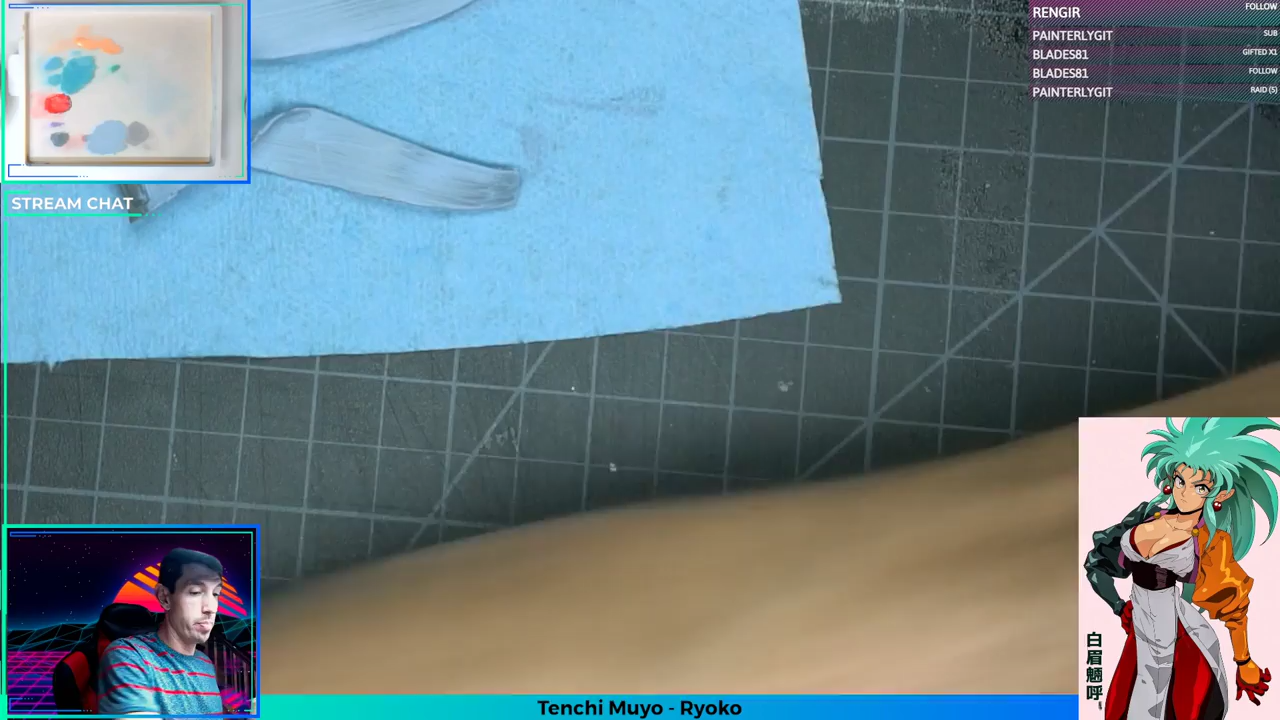 RENGIR FOLLOW
PAINTERLYGIT SUB
BLADES81 GIFTED X1
BLADES81 FOLLOW
PAINTERLYGIT RAID (5)
STREAM CHAT
白眉魎呼
Tenchi Muyo - Ryoko